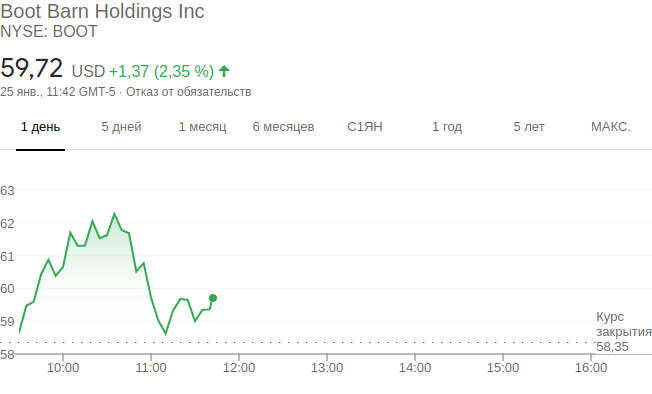 Boot Barn Holdings Inc
NYSE: BOOT
59,72 USD +1,37 (2,35 %)
25 янв., 11:42 GMT-5 · Отказ от обязательств
1 день 5 дней 1 месяц 6 месяцев С1ЯН 1 год 5 лет МАКС.
63
62
61
60
59
58
Курс
закрытия
58,35
10:00 11:00 12:00 13:00 14:00 15:00 16:00